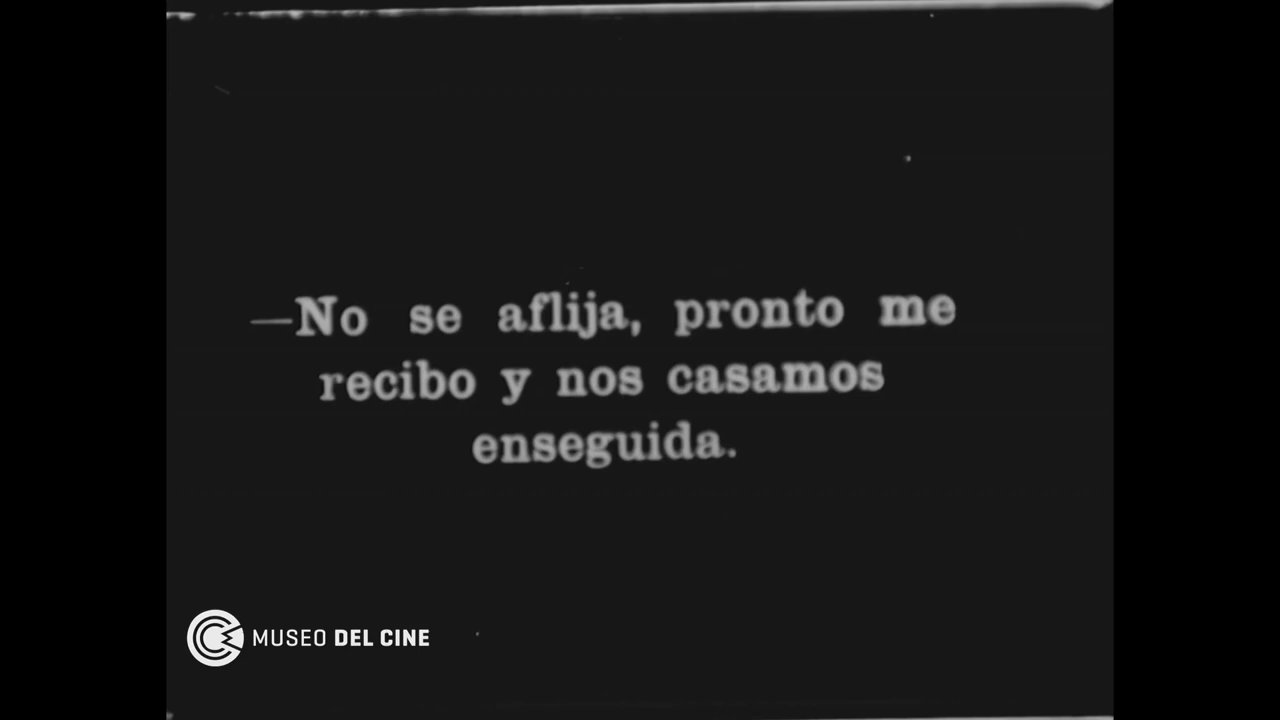 —No se aflija, pronto me
recibo y nos casamos
enseguida.
MUSEO DEL CINE